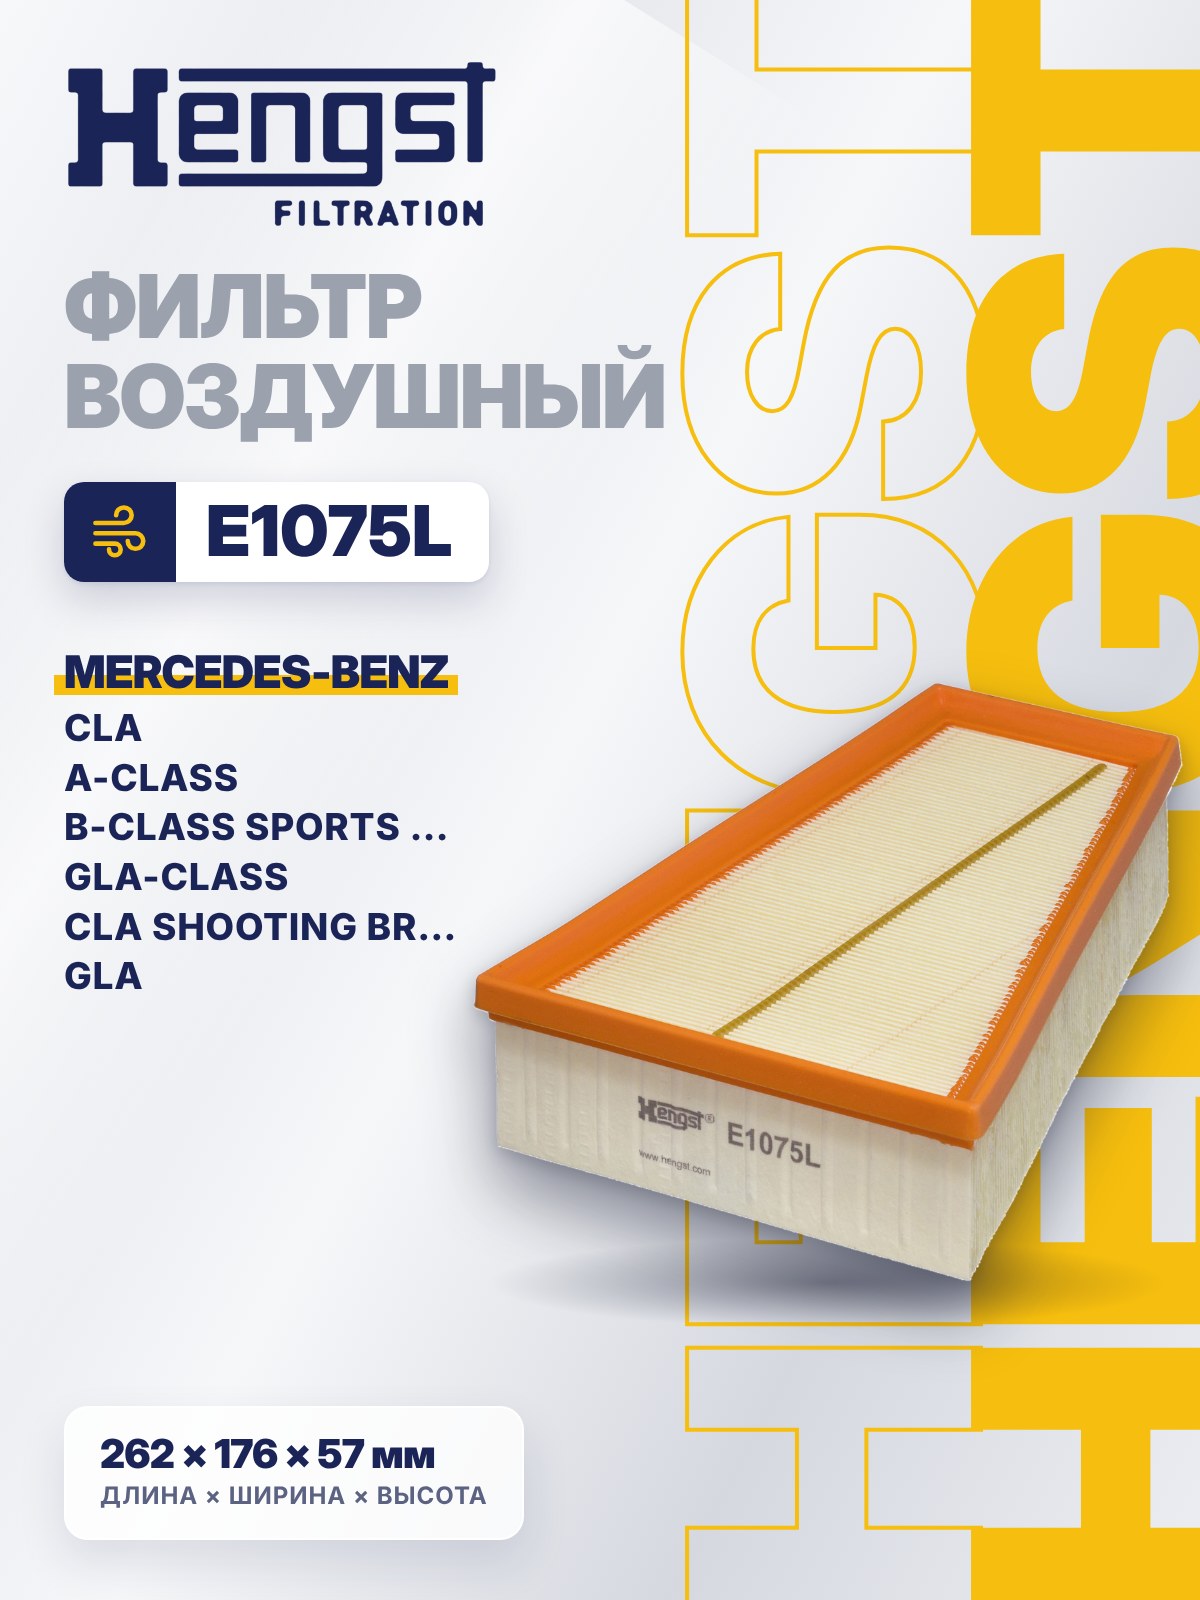 Hengst
FILTRATION
ФИЛЬТР
ВОЗДУШНЫЙ
E1075L
MERCEDES-BENZ
CLA
A-CLASS
B-CLASS SPORTS ...
GLA-CLASS
CLA SHOOTING BR...
GLA
Hengst® E1075L
www.hengst.com
262 × 176 × 57 мм
ДЛИНА × ШИРИНА × ВЫСОТА
HENGST
HENGST